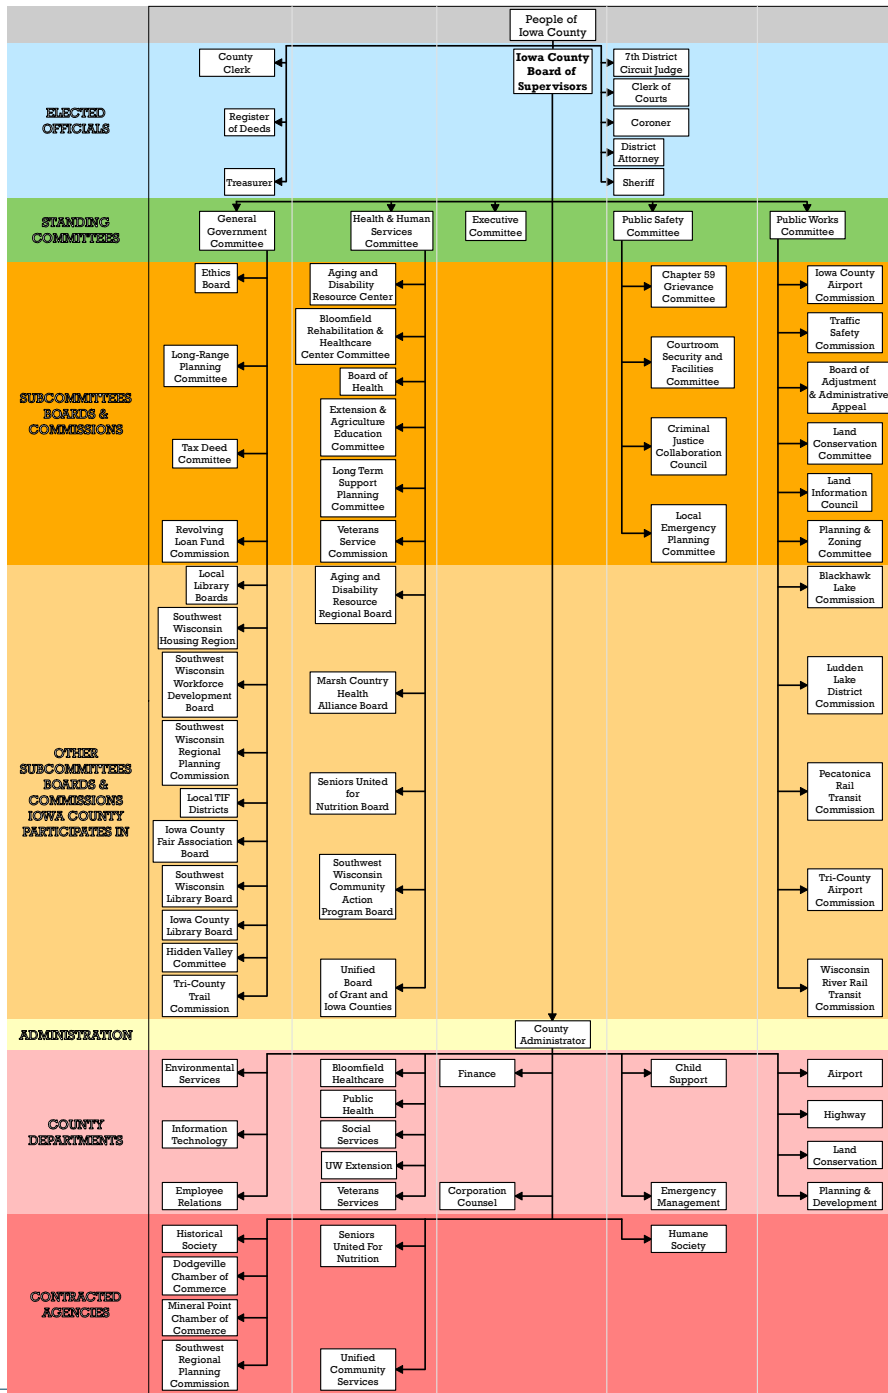 People of
Iowa County
ELECTED
OFFICIALS
County
Clerk
Register
of Deeds
Treasurer
Iowa County
Board of
Supervisors
7th District
Circuit Judge
Clerk of
Courts
Coroner
District
Attorney
Sheriff
STANDING
COMMITTEES
General
Government
Committee
Health & Human
Services
Committee
Executive
Committee
Public Safety
Committee
Public Works
Committee
SUBCOMMITTEES
BOARDS &
COMMISSIONS
Ethics
Board
Long-Range
Planning
Committee
Tax Deed
Committee
Revolving
Loan Fund
Commission
Aging and
Disability
Resource Center
Bloomfield
Rehabilitation &
Healthcare
Center Committee
Board of
Health
Extension &
Agriculture
Education
Committee
Long Term
Support
Planning
Committee
Veterans
Service
Commission
Chapter 59
Grievance
Committee
Courtroom
Security and
Facilities
Committee
Criminal
Justice
Collaboration
Council
Local
Emergency
Planning
Committee
Iowa County
Airport
Commission
Traffic
Safety
Commission
Board of
Adjustment
& Administrative
Appeal
Land
Conservation
Committee
Land
Information
Council
Planning &
Zoning
Committee
OTHER
SUBCOMMITTEES
BOARDS &
COMMISSIONS
IOWA COUNTY
PARTICIPATES IN
Local
Library
Boards
Southwest
Wisconsin
Housing Region
Southwest
Wisconsin
Workforce
Development
Board
Southwest
Wisconsin
Regional
Planning
Commission
Local TIF
Districts
Iowa County
Fair Association
Board
Southwest
Wisconsin
Library Board
Iowa County
Library Board
Hidden Valley
Committee
Tri-County
Trail
Commission
Aging and
Disability
Resource
Regional Board
Marsh Country
Health
Alliance Board
Seniors United
for
Nutrition Board
Southwest
Wisconsin
Community
Action
Program Board
Unified
Board
of Grant and
Iowa Counties
Blackhawk
Lake
Commission
Ludden
Lake
District
Commission
Pecatonica
Rail
Transit
Commission
Tri-County
Airport
Commission
Wisconsin
River Rail
Transit
Commission
ADMINISTRATION
County
Administrator
COUNTY
DEPARTMENTS
Environmental
Services
Information
Technology
Employee
Relations
Bloomfield
Healthcare
Public
Health
Social
Services
UW Extension
Veterans
Services
Finance
Corporation
Counsel
Child
Support
Emergency
Management
Airport
Highway
Land
Conservation
Planning &
Development
CONTRACTED
AGENCIES
Historical
Society
Dodgeville
Chamber of
Commerce
Mineral Point
Chamber of
Commerce
Southwest
Regional
Planning
Commission
Seniors
United For
Nutrition
Unified
Community
Services
Humane
Society